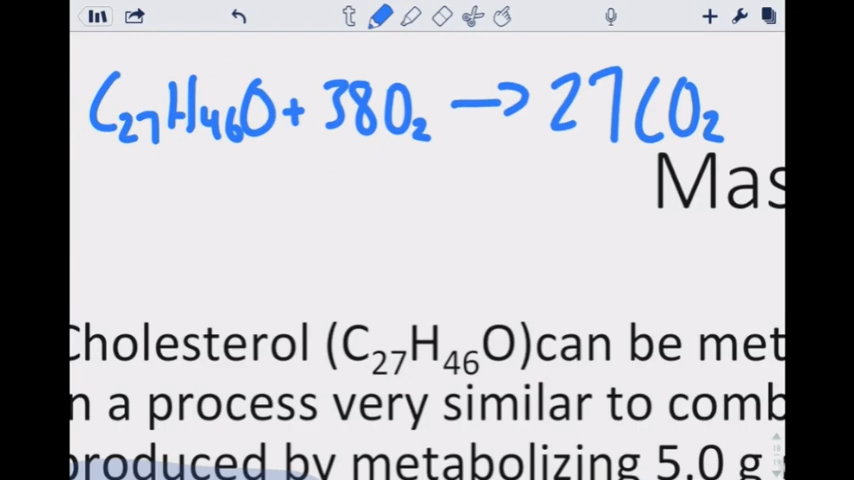 C₂₇H₄₆O + 38O₂ → 27CO₂
Mas
Cholesterol (C₂₇H₄₆O)can be met
n a process very similar to comb
produced by metabolizing 5.0 g